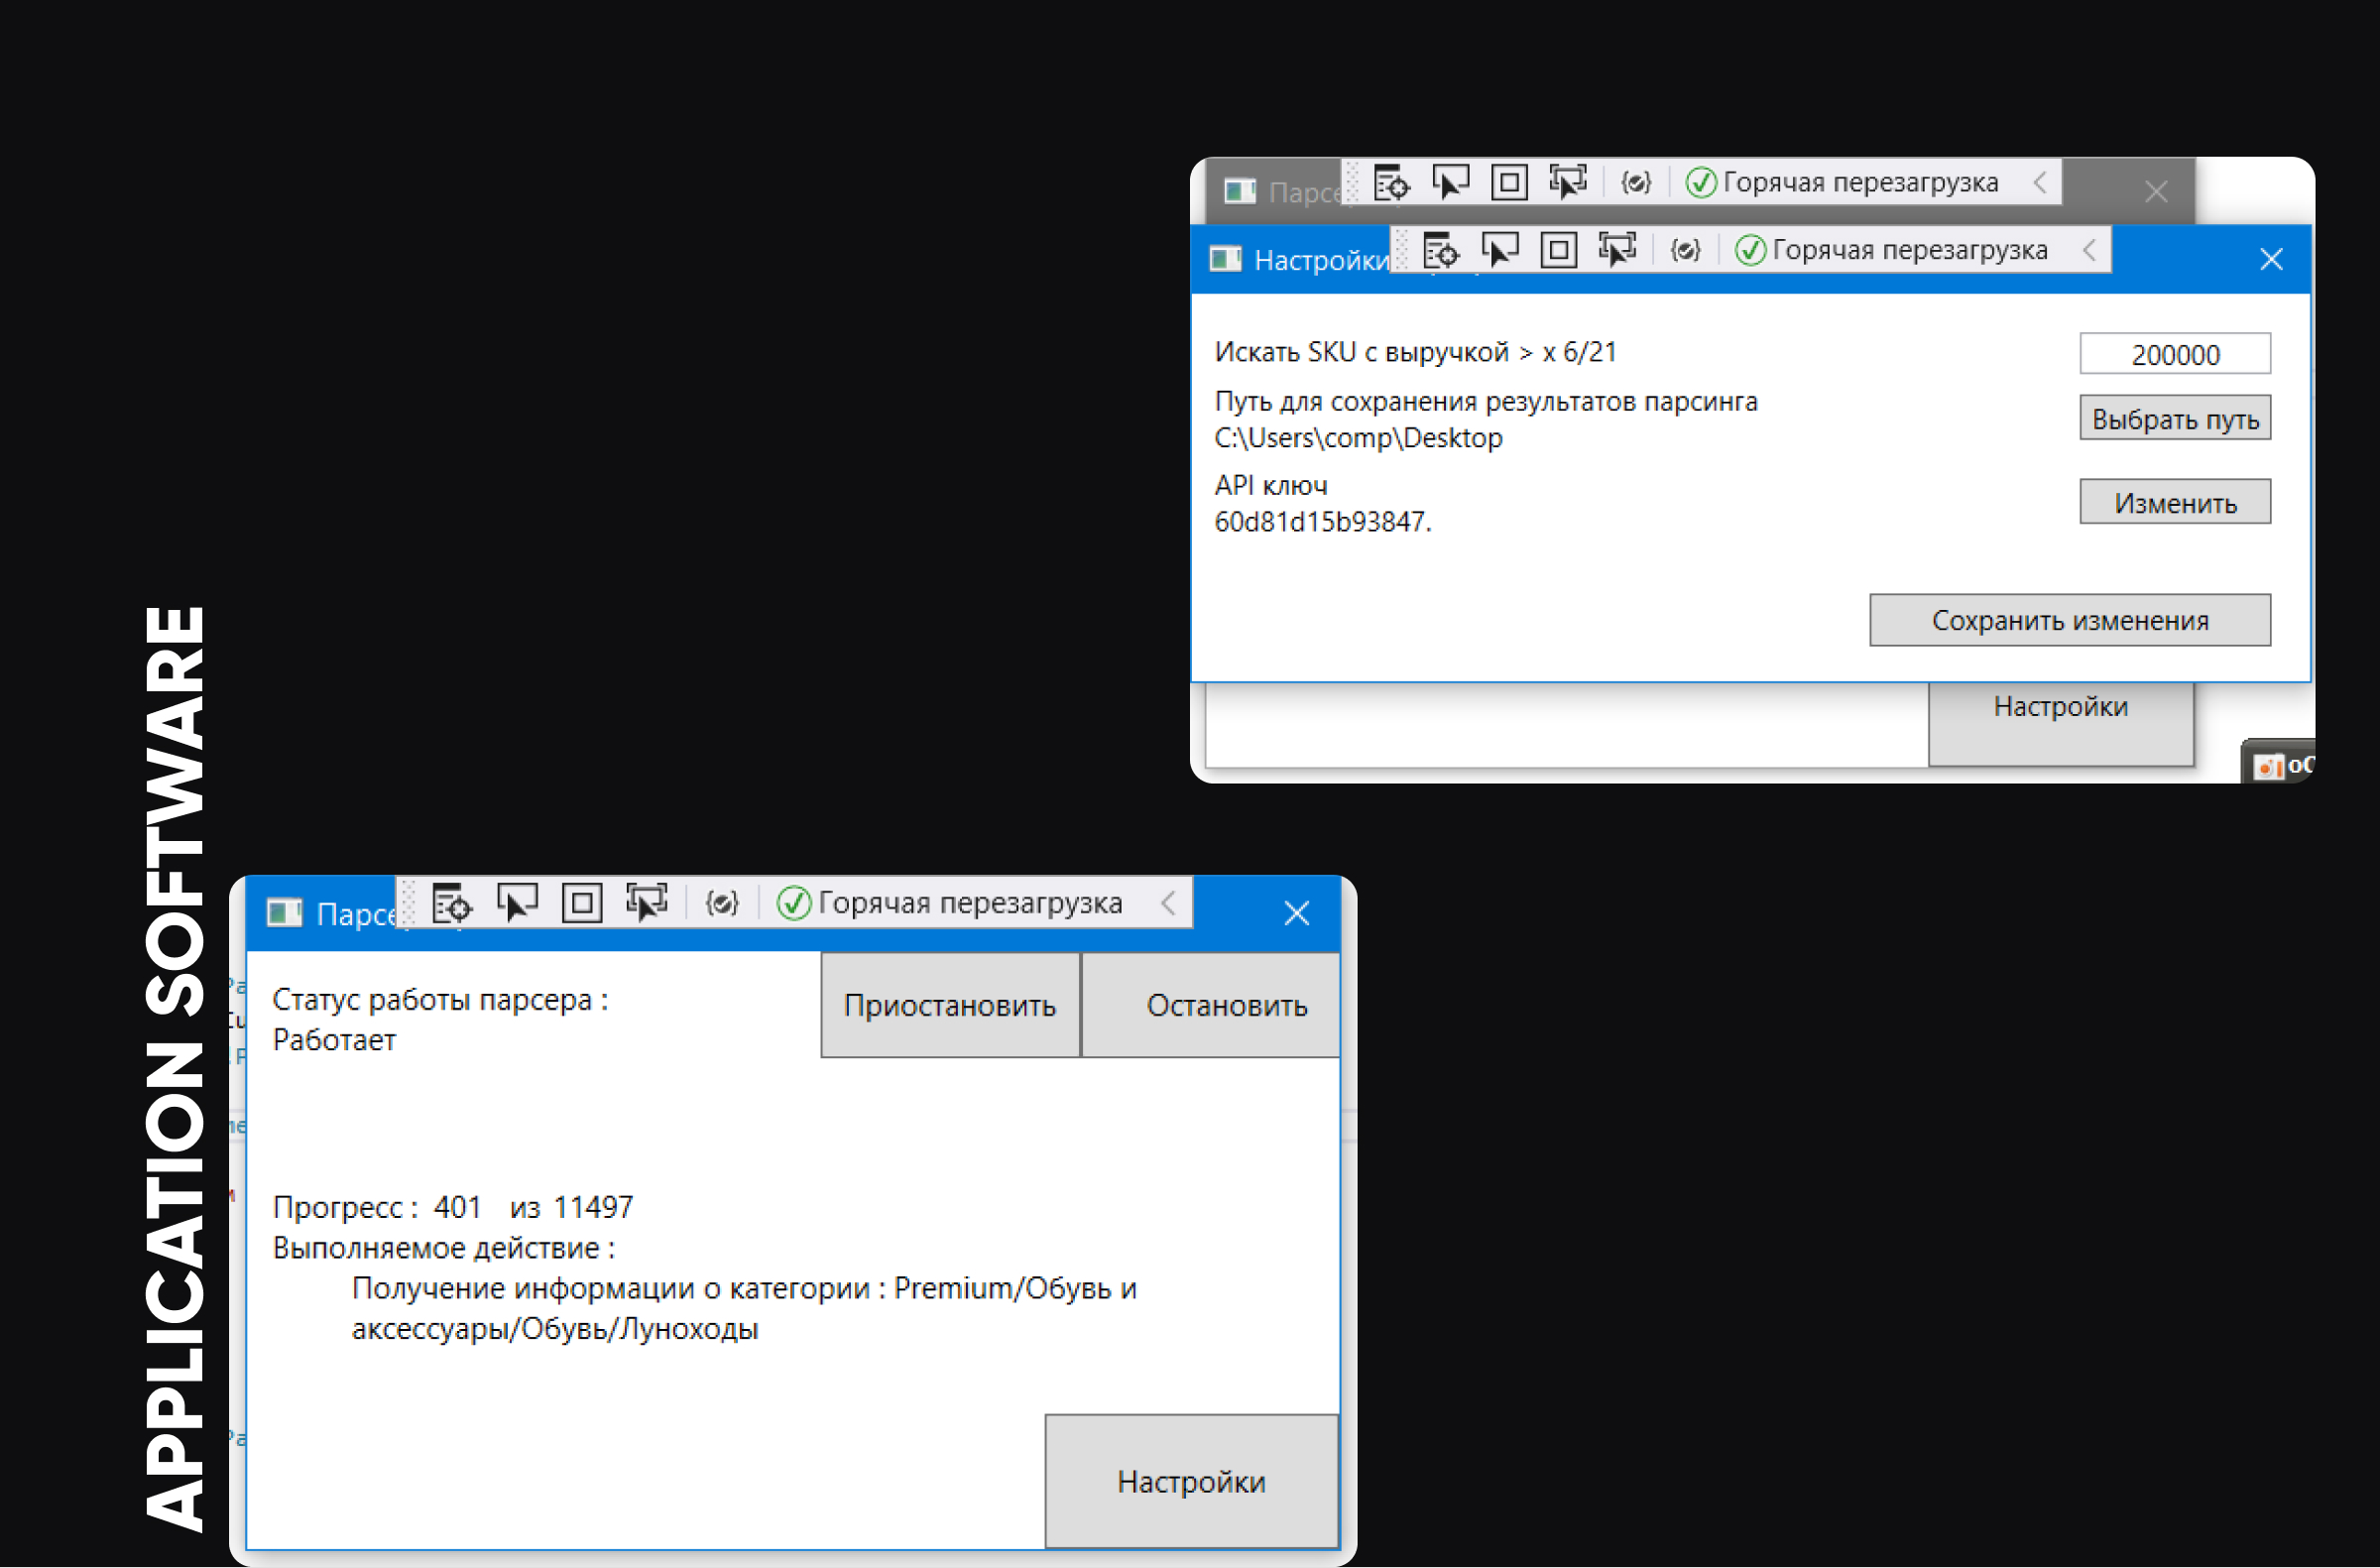 APPLICATION SOFTWARE
Горячая перезагрузка
Настройки
Горячая перезагрузка
Искать SKU с выручкой > x 6/21
200000
Путь для сохранения результатов парсинга
C:\Users\comp\Desktop
Выбрать путь
API ключ
60d81d15b93847.
Изменить
Сохранить изменения
Настройки
Горячая перезагрузка
Статус работы парсера :
Работает
Приостановить
Остановить
Прогресс : 401 из 11497
Выполняемое действие :
Получение информации о категории : Premium/Обувь и
аксессуары/Обувь/Луноходы
Настройки